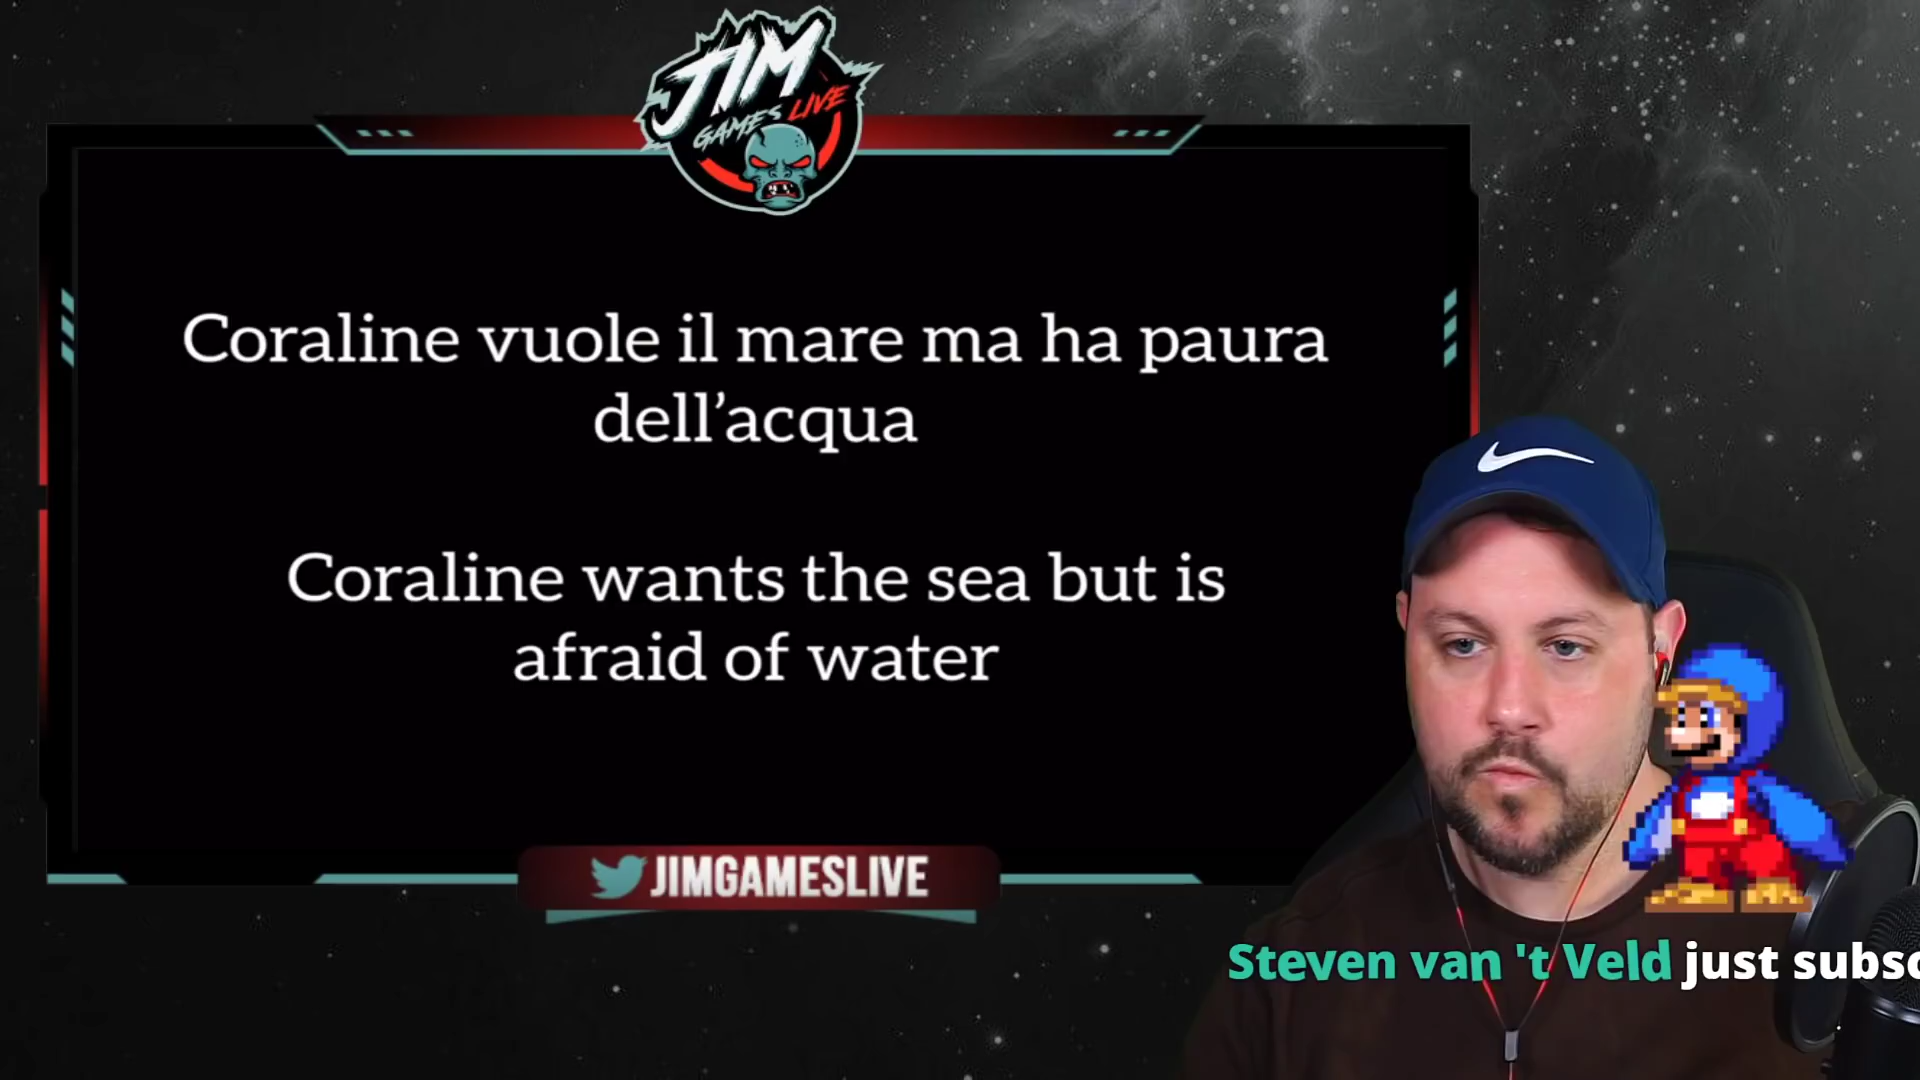 JIM
GAMES LIVE
Coraline vuole il mare ma ha paura
dell’acqua
Coraline wants the sea but is
afraid of water
JIMGAMESLIVE
Steven van 't Veld just subsc